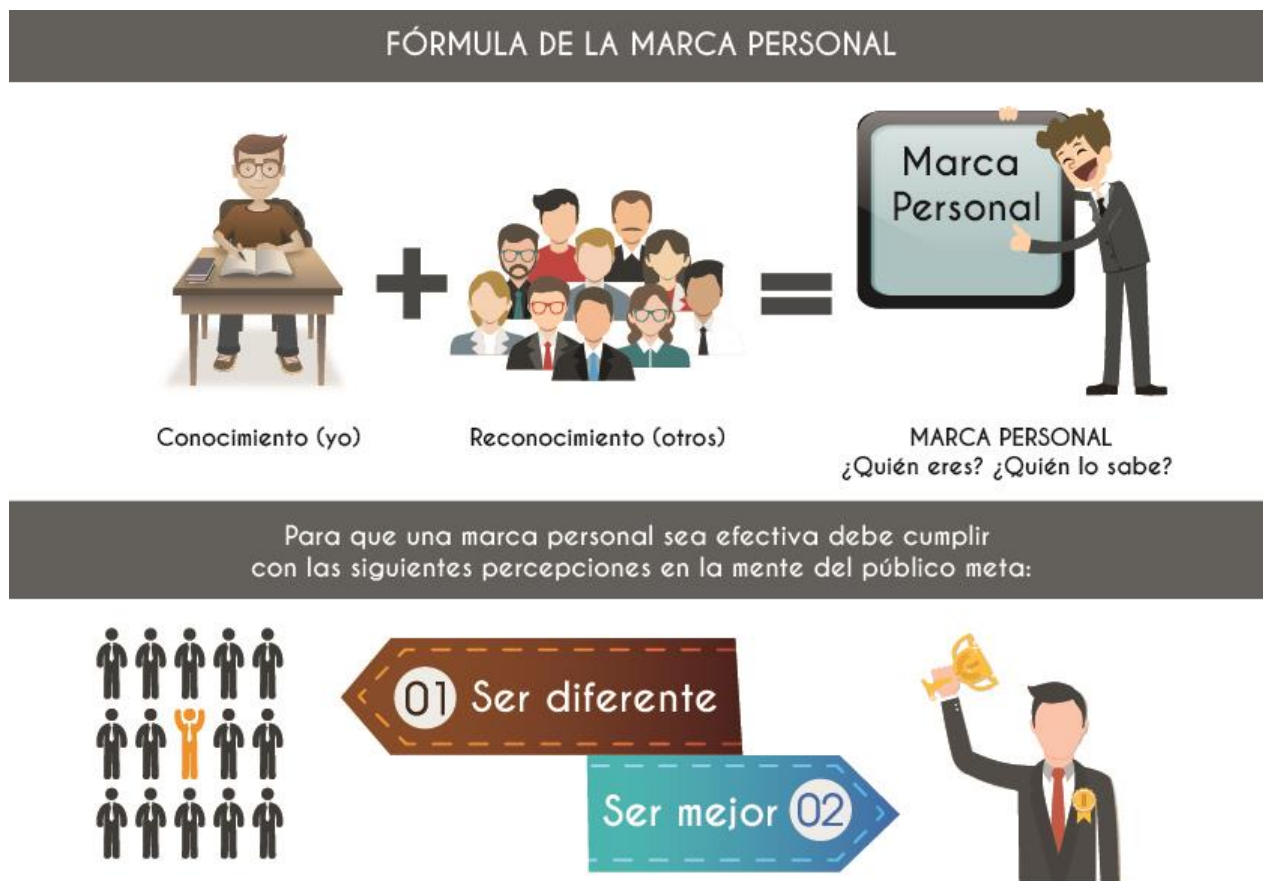 FÓRMULA DE LA MARCA PERSONAL
Marca
Personal
Conocimiento (yo)
Reconocimiento (otros)
MARCA PERSONAL
¿Quién eres? ¿Quién lo sabe?
Para que una marca personal sea efectiva debe cumplir
con las siguientes percepciones en la mente del público meta:
01 Ser diferente
Ser mejor 02